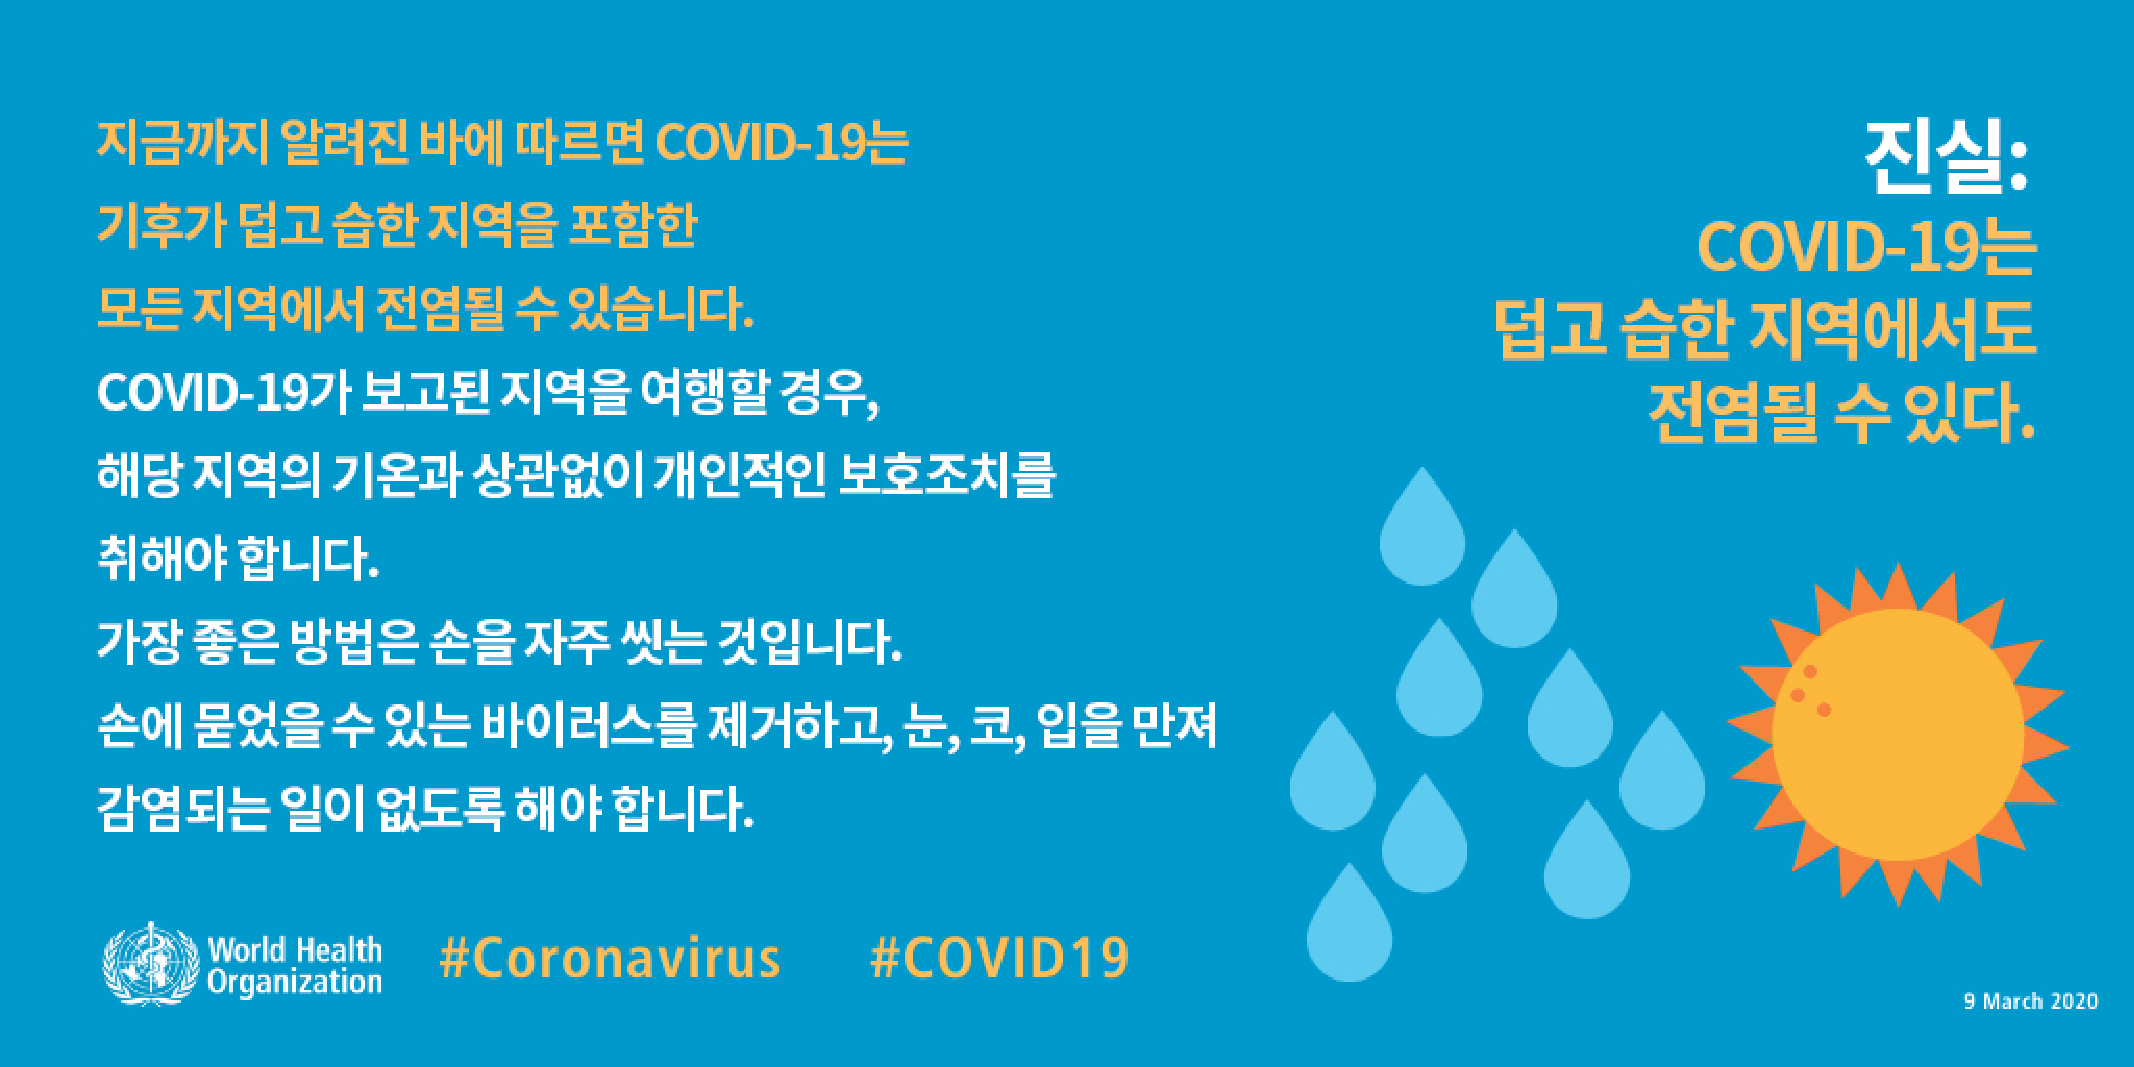 지금까지 알려진 바에 따르면 COVID-19는
기후가 덥고 습한 지역을 포함한
모든 지역에서 전염될 수 있습니다.
COVID-19가 보고된 지역을 여행할 경우,
해당 지역의 기온과 상관없이 개인적인 보호조치를
취해야 합니다.
가장 좋은 방법은 손을 자주 씻는 것입니다.
손에 묻었을 수 있는 바이러스를 제거하고, 눈, 코, 입을 만져
감염되는 일이 없도록 해야 합니다.
진실:
COVID-19는
덥고 습한 지역에서도
전염될 수 있다.
World Health
Organization
#Coronavirus #COVID19
9 March 2020